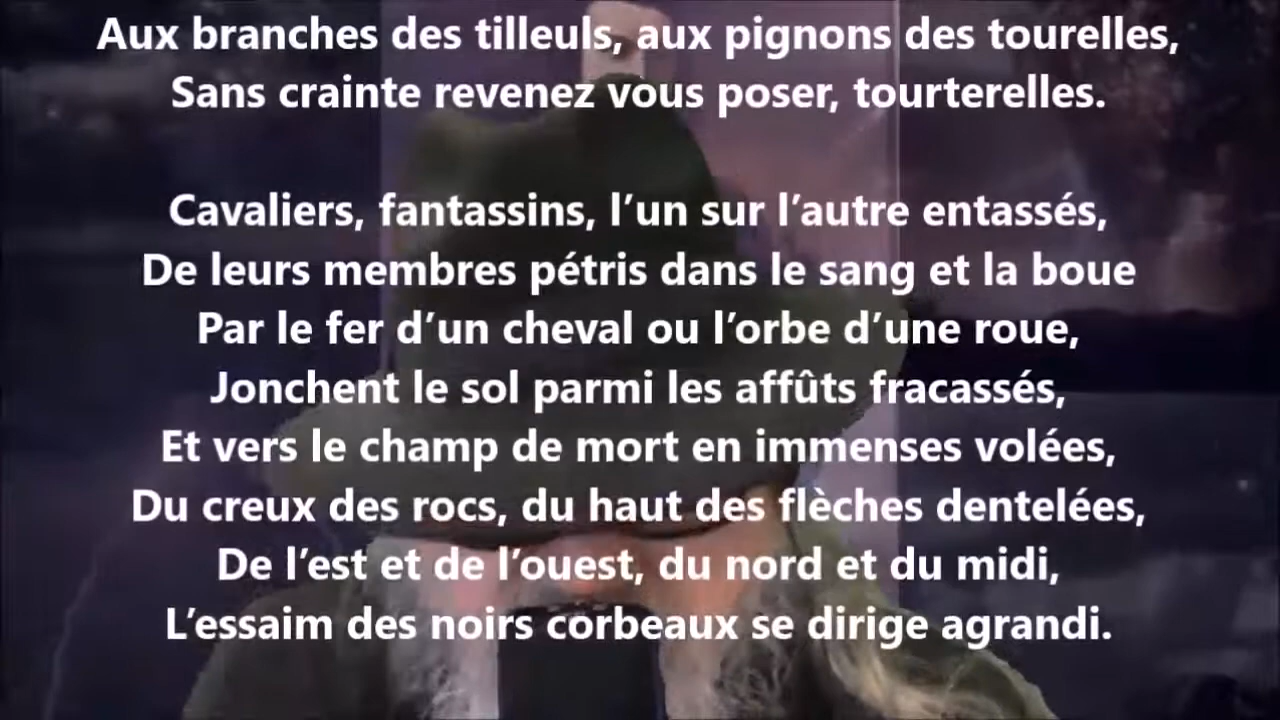 Aux branches des tilleuls, aux pignons des tourelles,
Sans crainte revenez vous poser, tourterelles.
Cavaliers, fantassins, l’un sur l’autre entassés,
De leurs membres pétris dans le sang et la boue
Par le fer d’un cheval ou l’orbe d’une roue,
Jonchent le sol parmi les affûts fracassés,
Et vers le champ de mort en immenses volées,
Du creux des rocs, du haut des flèches dentelées,
De l’est et de l’ouest, du nord et du midi,
L’essaim des noirs corbeaux se dirige agrandi.